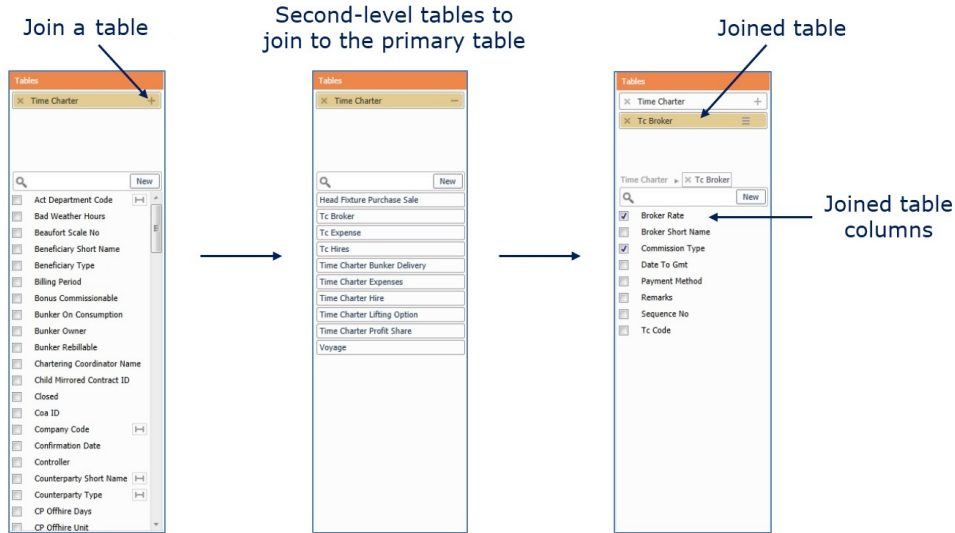 Join a table
Second-level tables to
join to the primary table
Joined table
Tables
Time Charter
New
Act Department Code
Bad Weather Hours
Beaufort Scale No
Beneficiary Short Name
Beneficiary Type
Billing Period
Bonus Commissionable
Bunker On Consumption
Bunker Owner
Bunker Rebillable
Chartering Coordinator Name
Child Mirrored Contract ID
Closed
Coa ID
Company Code
Confirmation Date
Controller
Counterparty Short Name
Counterparty Type
CP Offhire Days
CP Offhire Unit
Tables
Time Charter
New
Head Fixture Purchase Sale
Tc Broker
Tc Expense
Tc Hires
Time Charter Bunker Delivery
Time Charter Expenses
Time Charter Hire
Time Charter Lifting Option
Time Charter Profit Share
Voyage
Tables
Time Charter
Tc Broker
Time Charter Tc Broker
New
Broker Rate
Broker Short Name
Commission Type
Date To Gmt
Payment Method
Remarks
Sequence No
Tc Code
Joined table
columns